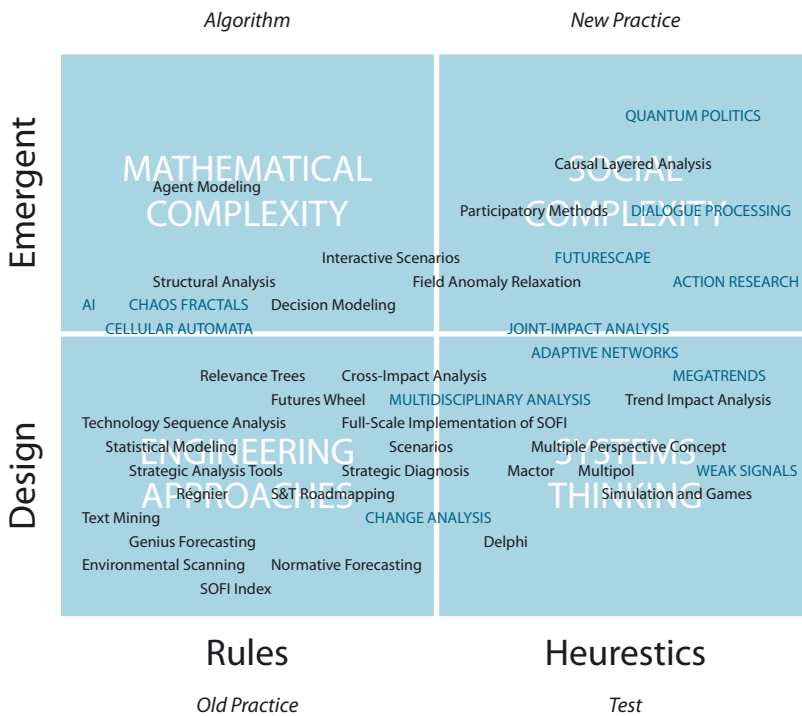 Algorithm
New Practice
Emergent
Design
MATHEMATICAL
COMPLEXITY
SOCIAL
COMPLEXITY
QUANTUM POLITICS
Causal Layered Analysis
Agent Modeling
Participatory Methods
DIALOGUE PROCESSING
Interactive Scenarios
FUTURESCAPE
Structural Analysis
Field Anomaly Relaxation
ACTION RESEARCH
AI
CHAOS FRACTALS
Decision Modeling
CELLULAR AUTOMATA
JOINT-IMPACT ANALYSIS
ADAPTIVE NETWORKS
Relevance Trees
Cross-Impact Analysis
MEGATRENDS
Futures Wheel
MULTIDISCIPLINARY ANALYSIS
Trend Impact Analysis
Technology Sequence Analysis
Full-Scale Implementation of SOFI
ENGINEERING
APPROACHES
SYSTEMS
THINKING
Statistical Modeling
Scenarios
Multiple Perspective Concept
Strategic Analysis Tools
Strategic Diagnosis
Mactor
Multipol
WEAK SIGNALS
Régnier
S&T Roadmapping
Simulation and Games
Text Mining
CHANGE ANALYSIS
Genius Forecasting
Delphi
Environmental Scanning
Normative Forecasting
SOFI Index
Rules
Heurestics
Old Practice
Test